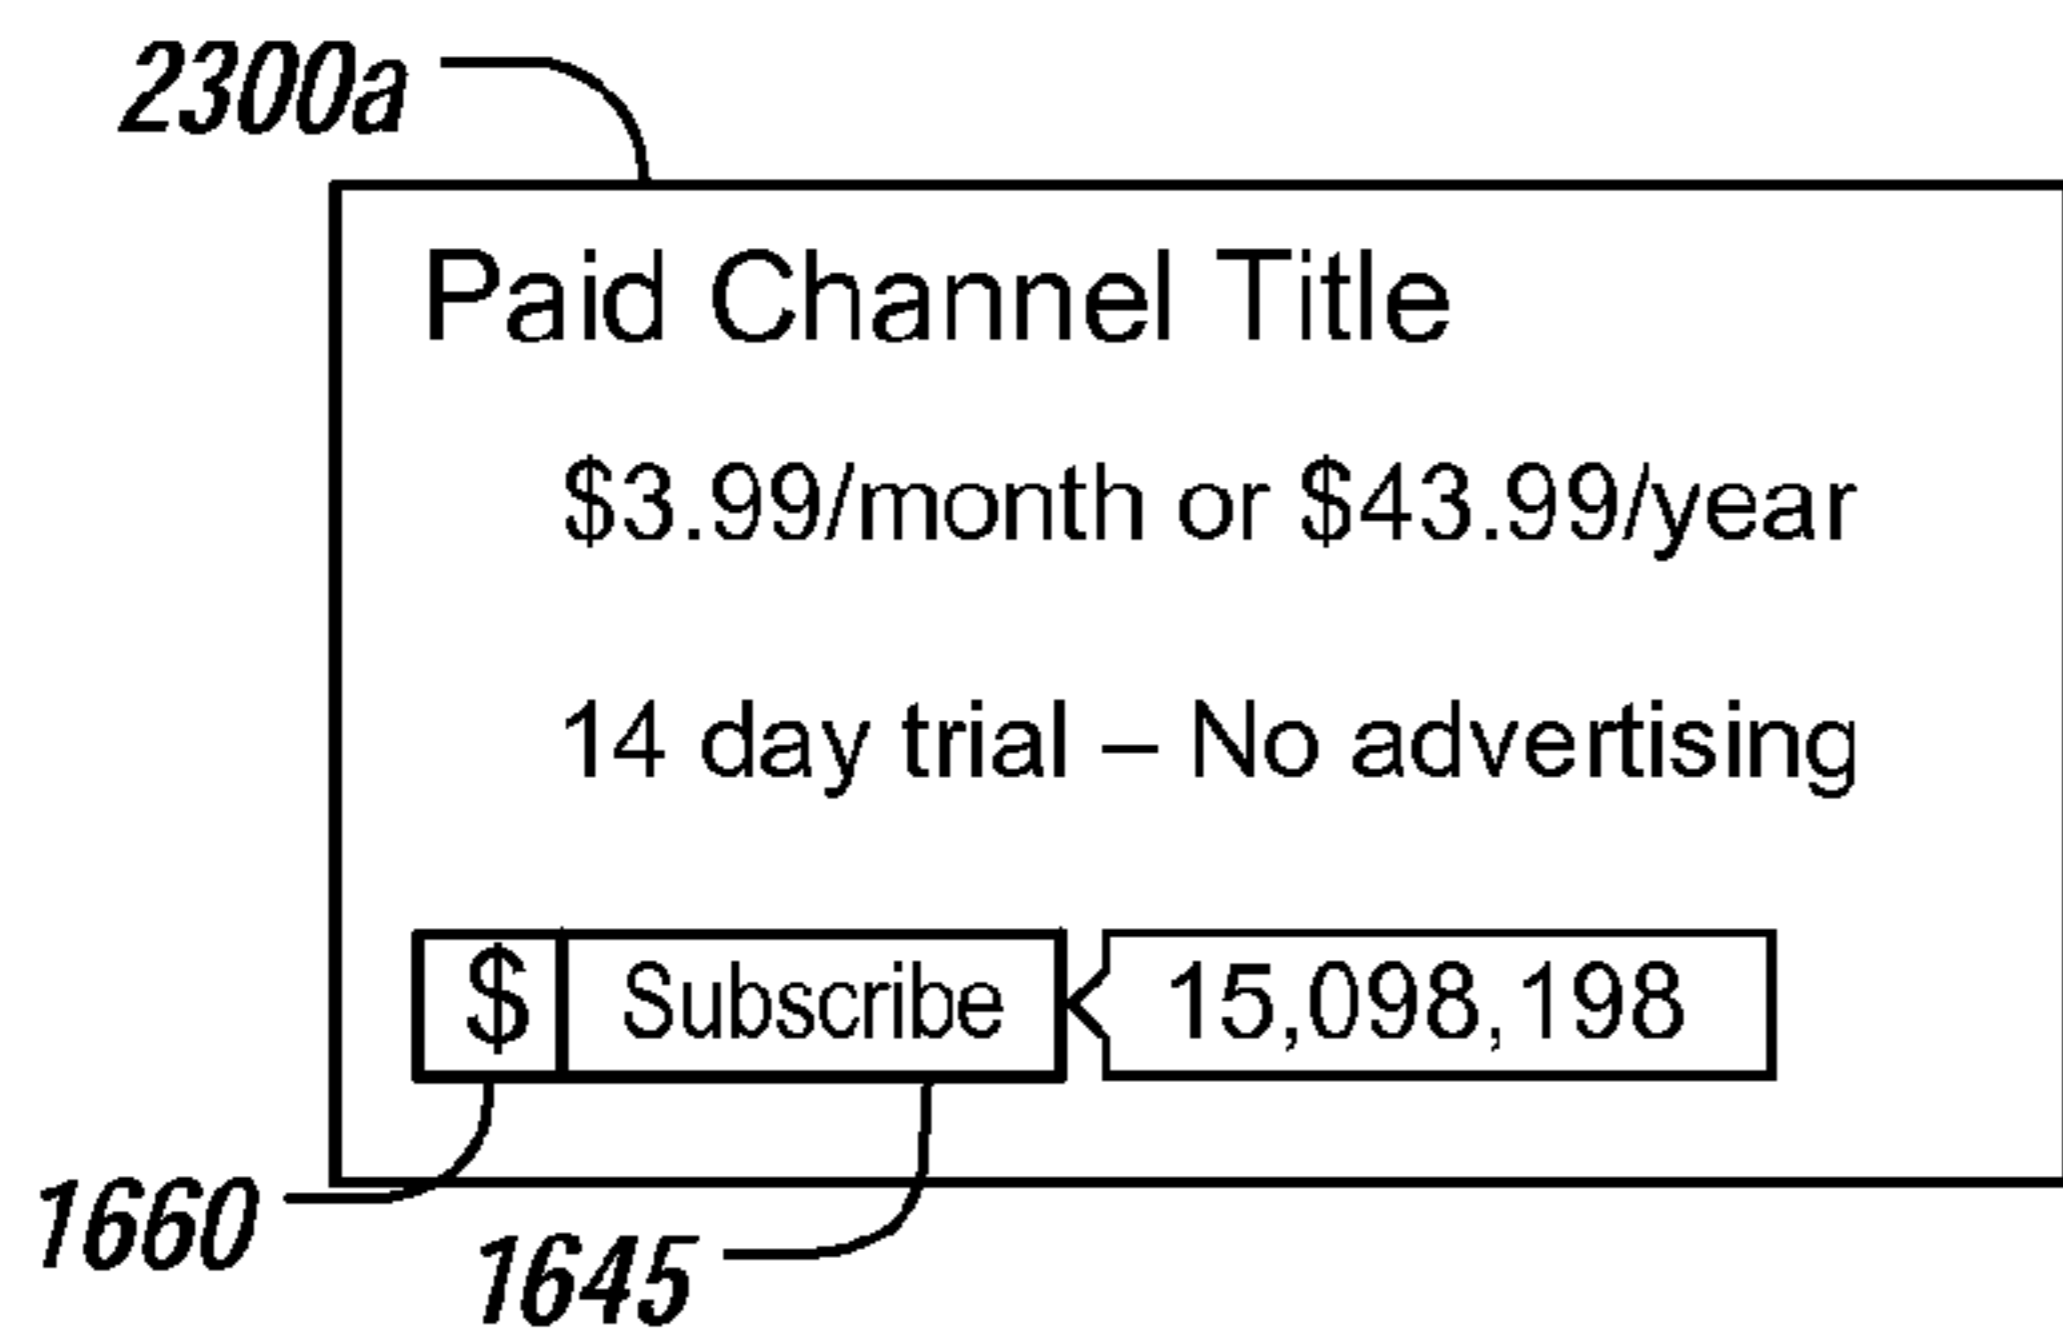 2300a
Paid Channel Title
$3.99/month or $43.99/year
14 day trial – No advertising
$ Subscribe 15,098,198
1660
1645